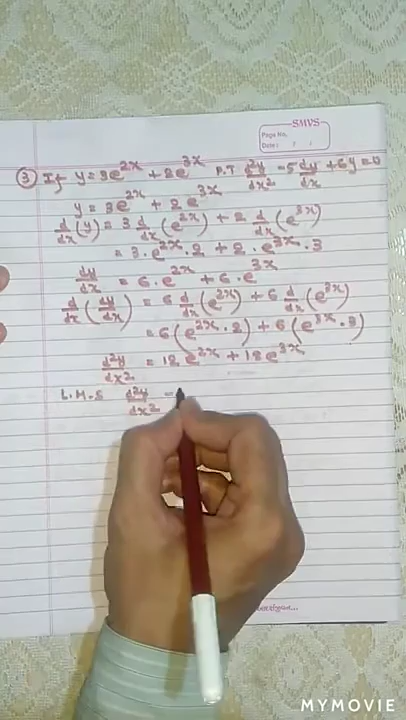 SMVS
Page No.
Date : / /
③ If y = 3e^2x + 2e^3x P.T d²y/dx² - 5 dy/dx + 6y = 0
y = 3e^2x + 2e^3x
d/dx (y) = 3 d/dx (e^2x) + 2 d/dx (e^3x)
= 3 . e^2x . 2 + 2 . e^3x . 3
dy/dx = 6 . e^2x + 6 . e^3x
d/dx (dy/dx) = 6 d/dx (e^2x) + 6 d/dx (e^3x)
= 6 (e^2x . 2) + 6 (e^3x . 3)
d²y/dx² = 12 e^2x + 18 e^3x
L.H.S d²y/dx² -
MYMOVIE